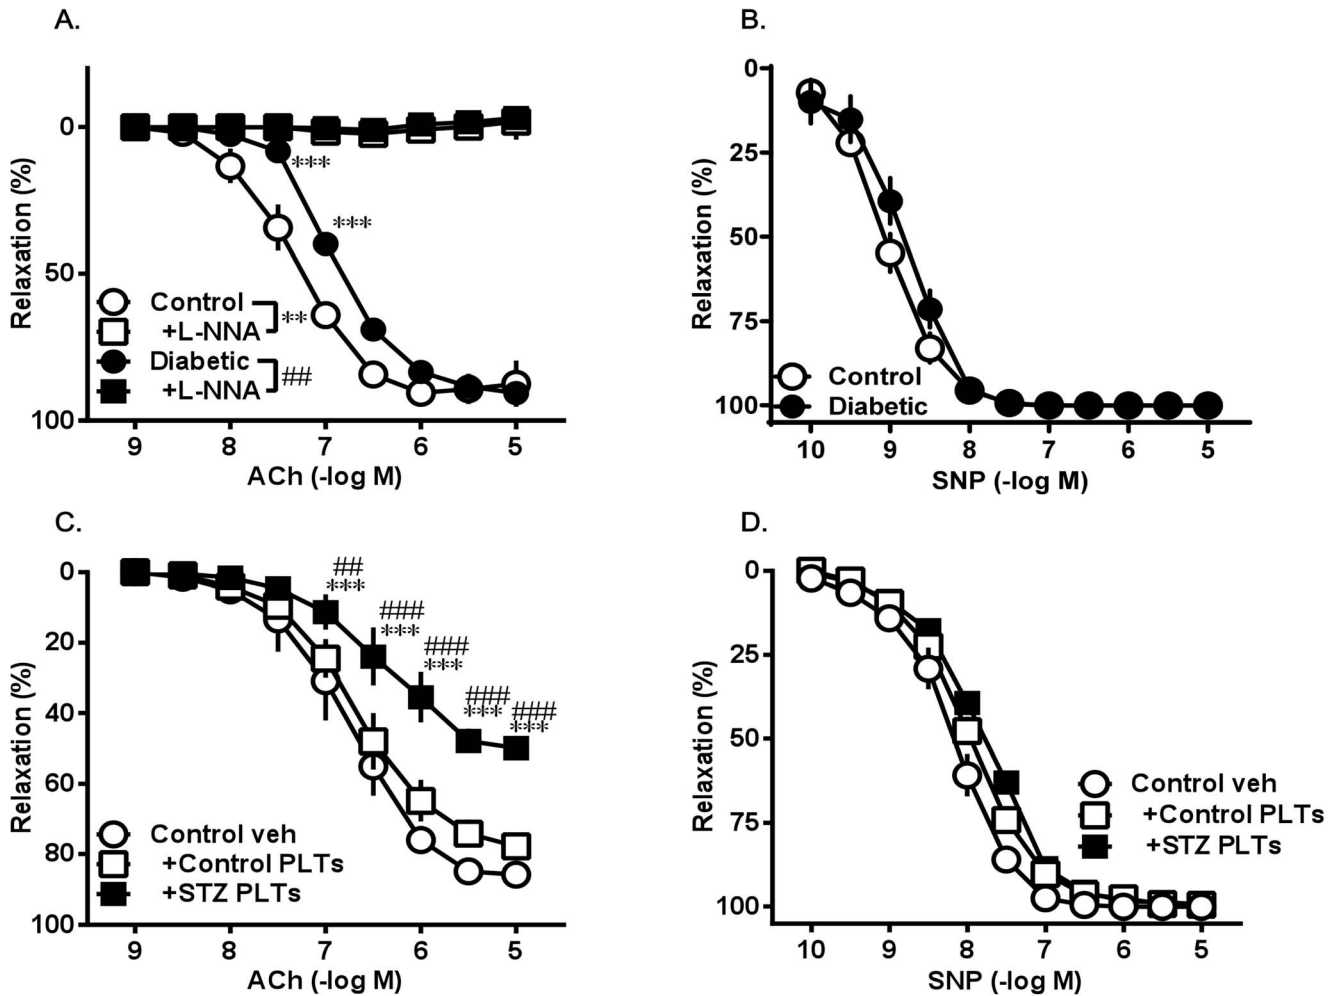 A.
0
50
100
Relaxation (%)
***
***
Control
+L-NNA
**
Diabetic
+L-NNA
##
9 8 7 6 5
ACh (-log M)
B.
0
25
50
75
100
Relaxation (%)
Control
Diabetic
10 9 8 7 6 5
SNP (-log M)
C.
0
20
40
60
80
100
Relaxation (%)
##
***
###
***
###
***
###
***
###
***
Control veh
+Control PLTs
+STZ PLTs
9 8 7 6 5
ACh (-log M)
D.
0
25
50
75
100
Relaxation (%)
Control veh
+Control PLTs
+STZ PLTs
10 9 8 7 6 5
SNP (-log M)